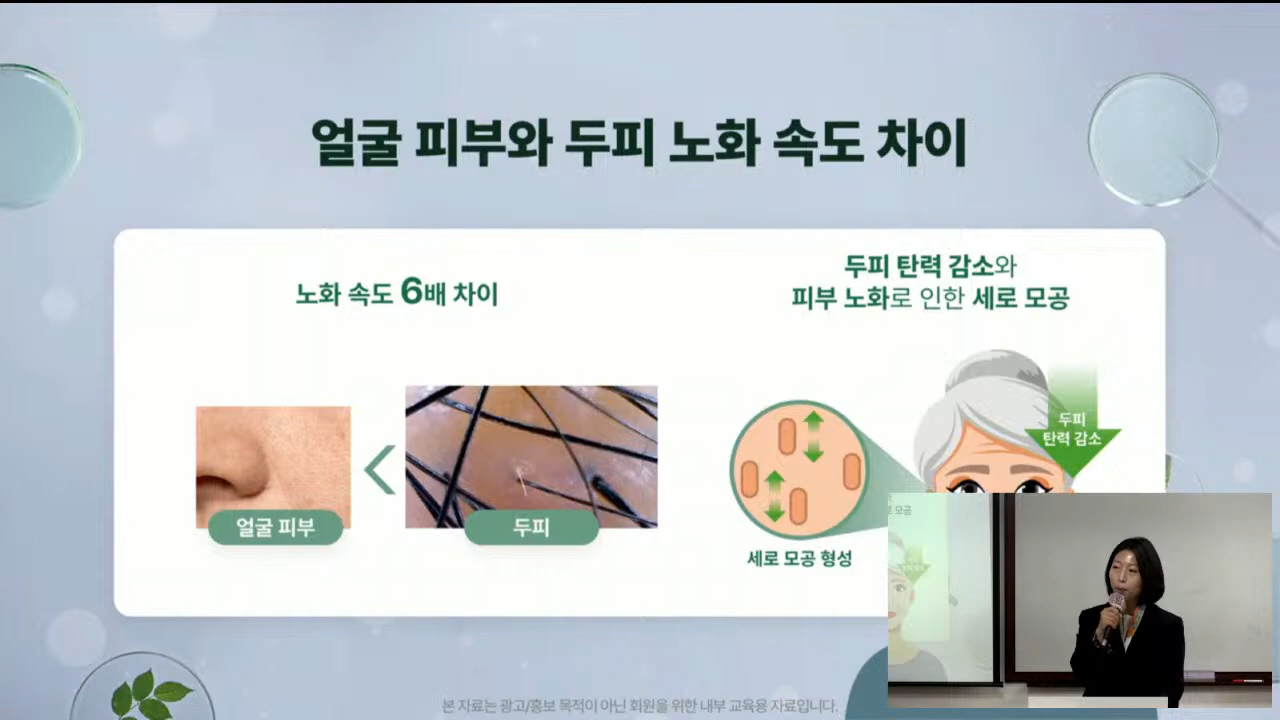 얼굴 피부와 두피 노화 속도 차이
노화 속도 6배 차이
얼굴 피부
두피
두피 탄력 감소와
피부 노화로 인한 세로 모공
두피
탄력 감소
세로 모공 형성
로 모공
본 자료는 광고/홍보 목적이 아닌 회원을 위한 내부 교육용 자료입니다.